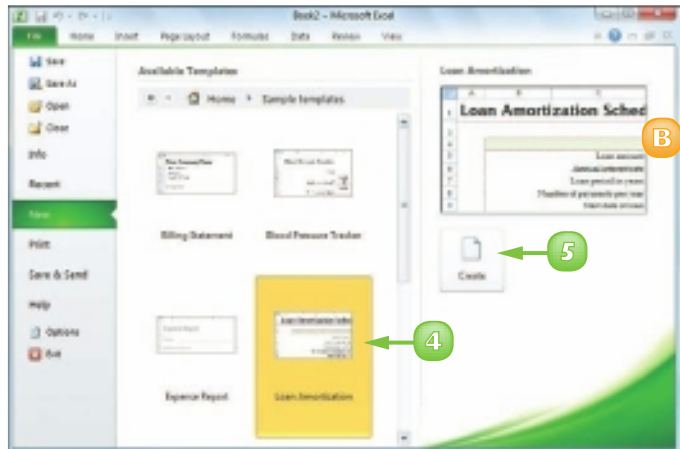 Book2 - Microsoft Excel
File Home Insert Page Layout Formulas Data Review View
Save
Save As
Open
Close
Info
Recent
New
Print
Save & Send
Help
Options
Exit
Available Templates
Home Sample templates
Billing Statement Blood Pressure Tracker
Expense Report Loan Amortization
4
Loan Amortization
A B C
1 Loan Amortization Sched
B
Loan amount
Annual interest rate
Loan period in years
Number of payments per year
Start date of loan
Create
5